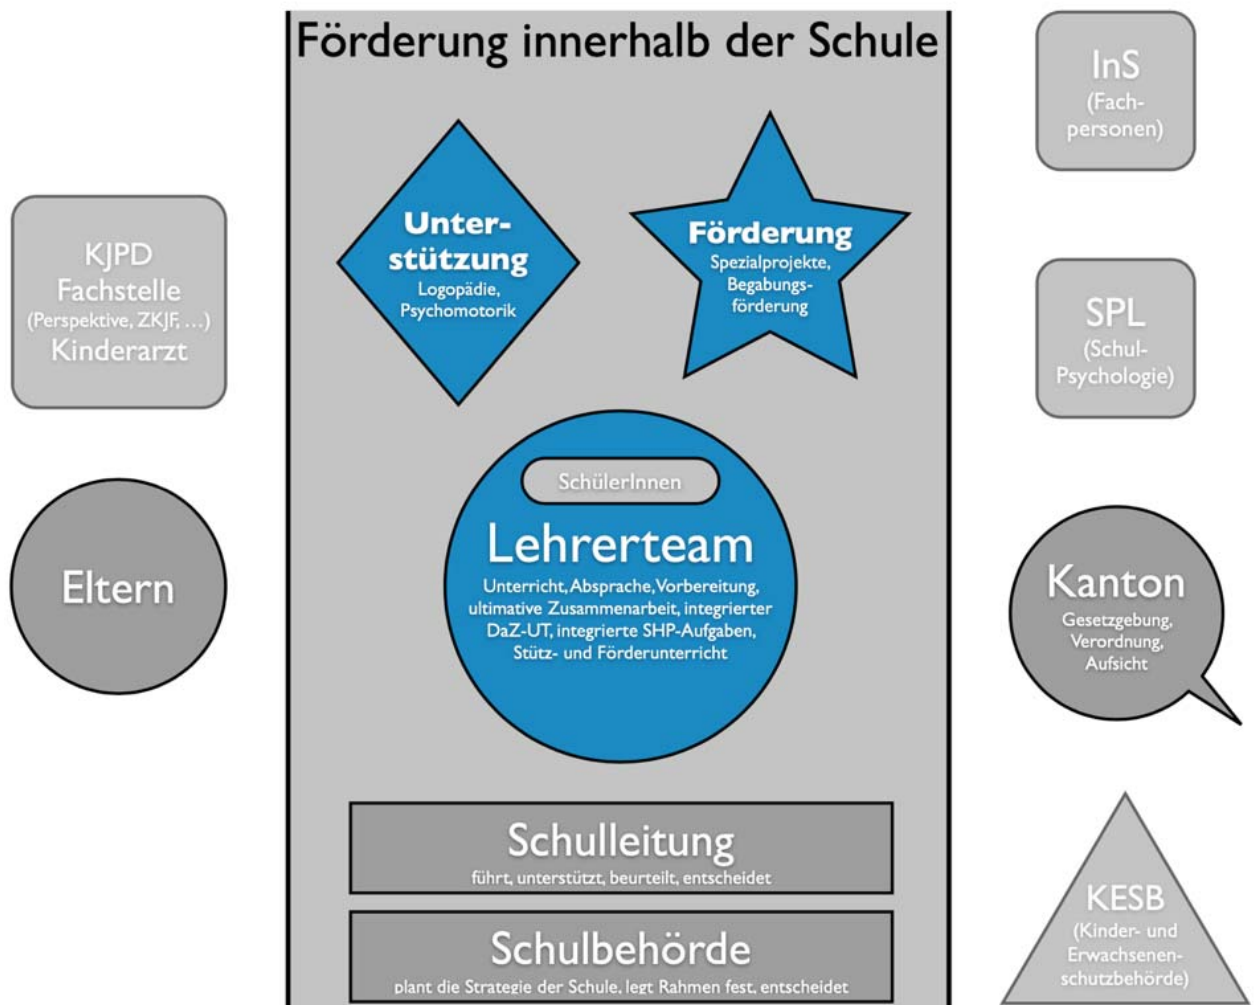 Förderung innerhalb der Schule
Unter-
stützung
Logopädie,
Psychomotorik
Förderung
Spezialprojekte,
Begabungs-
förderung
SchülerInnen
Lehrerteam
Unterricht, Absprache, Vorbereitung,
ultimative Zusammenarbeit, integrierter
DaZ-UT, integrierte SHP-Aufgaben,
Stütz- und Förderunterricht
Schulleitung
führt, unterstützt, beurteilt, entscheidet
Schulbehörde
plant die Strategie der Schule, legt Rahmen fest, entscheidet
KJPD
Fachstelle
(Perspektive, ZKJF, …)
Kinderarzt
Eltern
InS
(Fach-
personen)
SPL
(Schul-
Psychologie)
Kanton
Gesetzgebung,
Verordnung,
Aufsicht
KESB
(Kinder- und
Erwachsenen-
schutzbehörde)